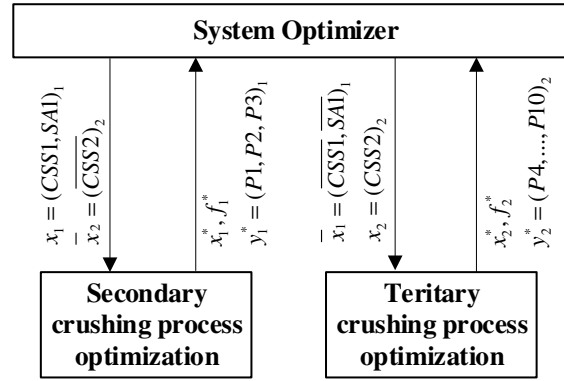 System Optimizer
x₁ = (CSS1, SA1)₁
x̅₂ = (C̅S̅S̅2̅)₂
x₁*, f₁*
y₁* = (P1, P2, P3)₁
x̅₁ = (C̅S̅S̅1̅, S̅A̅1̅)₁
x₂ = (CSS2)₂
x₂*, f₂*
y₂* = (P4,..., P10)₂
Secondary
crushing process
optimization
Teritary
crushing process
optimization